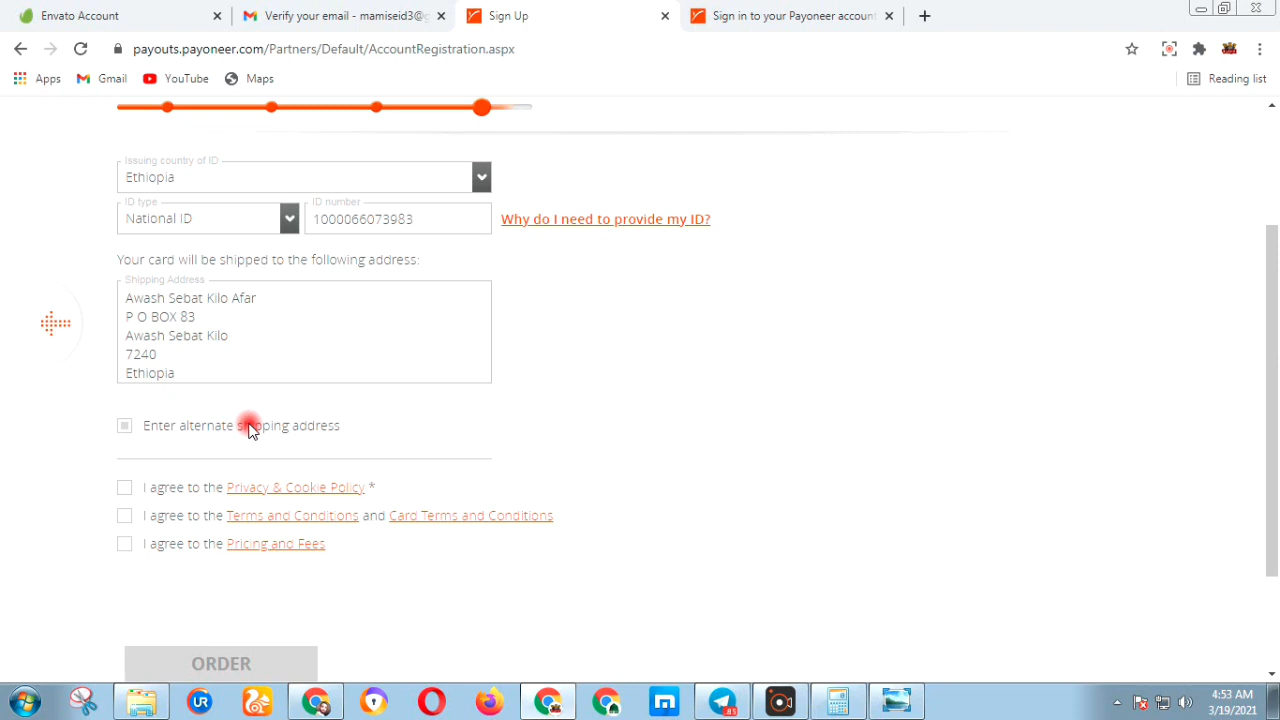 Envato Account
Verify your email - mamiseid3@g
Sign Up
Sign in to your Payoneer account
payouts.payoneer.com/Partners/Default/AccountRegistration.aspx
Apps
Gmail
YouTube
Maps
Reading list
Issuing country of ID
Ethiopia
ID type
National ID
ID number
1000066073983
Why do I need to provide my ID?
Your card will be shipped to the following address:
Shipping Address
Awash Sebat Kilo Afar
P O BOX 83
Awash Sebat Kilo
7240
Ethiopia
Enter alternate shipping address
I agree to the Privacy & Cookie Policy *
I agree to the Terms and Conditions and Card Terms and Conditions
I agree to the Pricing and Fees
ORDER
4:53 AM
3/19/2021